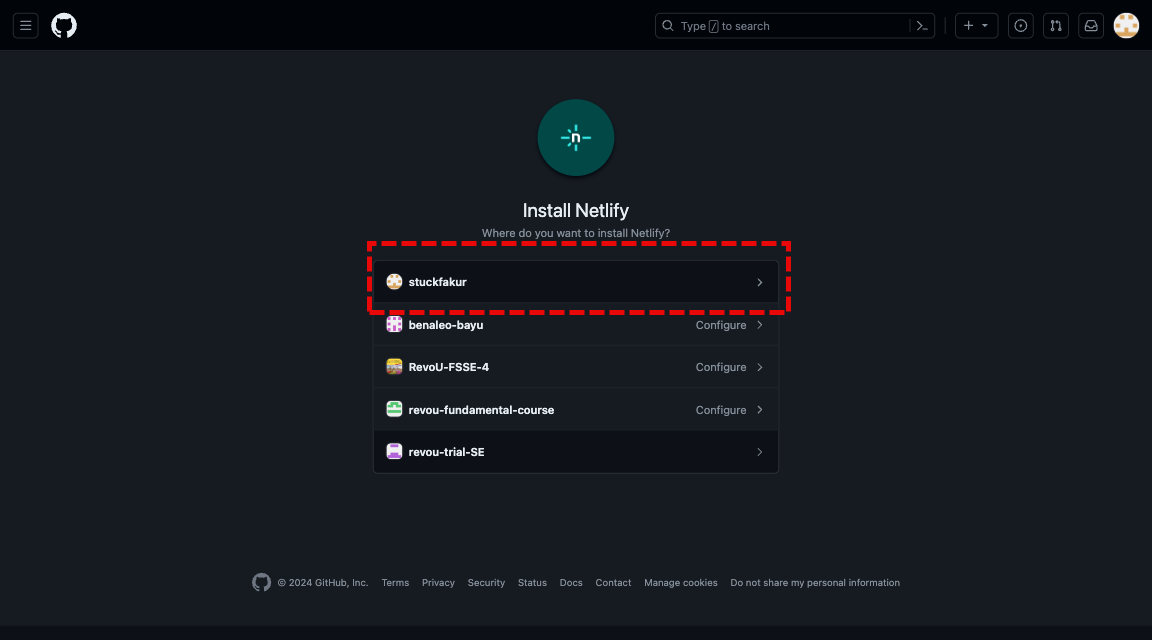 Type / to search
n
Install Netlify
Where do you want to install Netlify?
stuckfakur
benaleo-bayu Configure
RevoU-FSSE-4 Configure
revou-fundamental-course Configure
revou-trial-SE
© 2024 GitHub, Inc. Terms Privacy Security Status Docs Contact Manage cookies Do not share my personal information